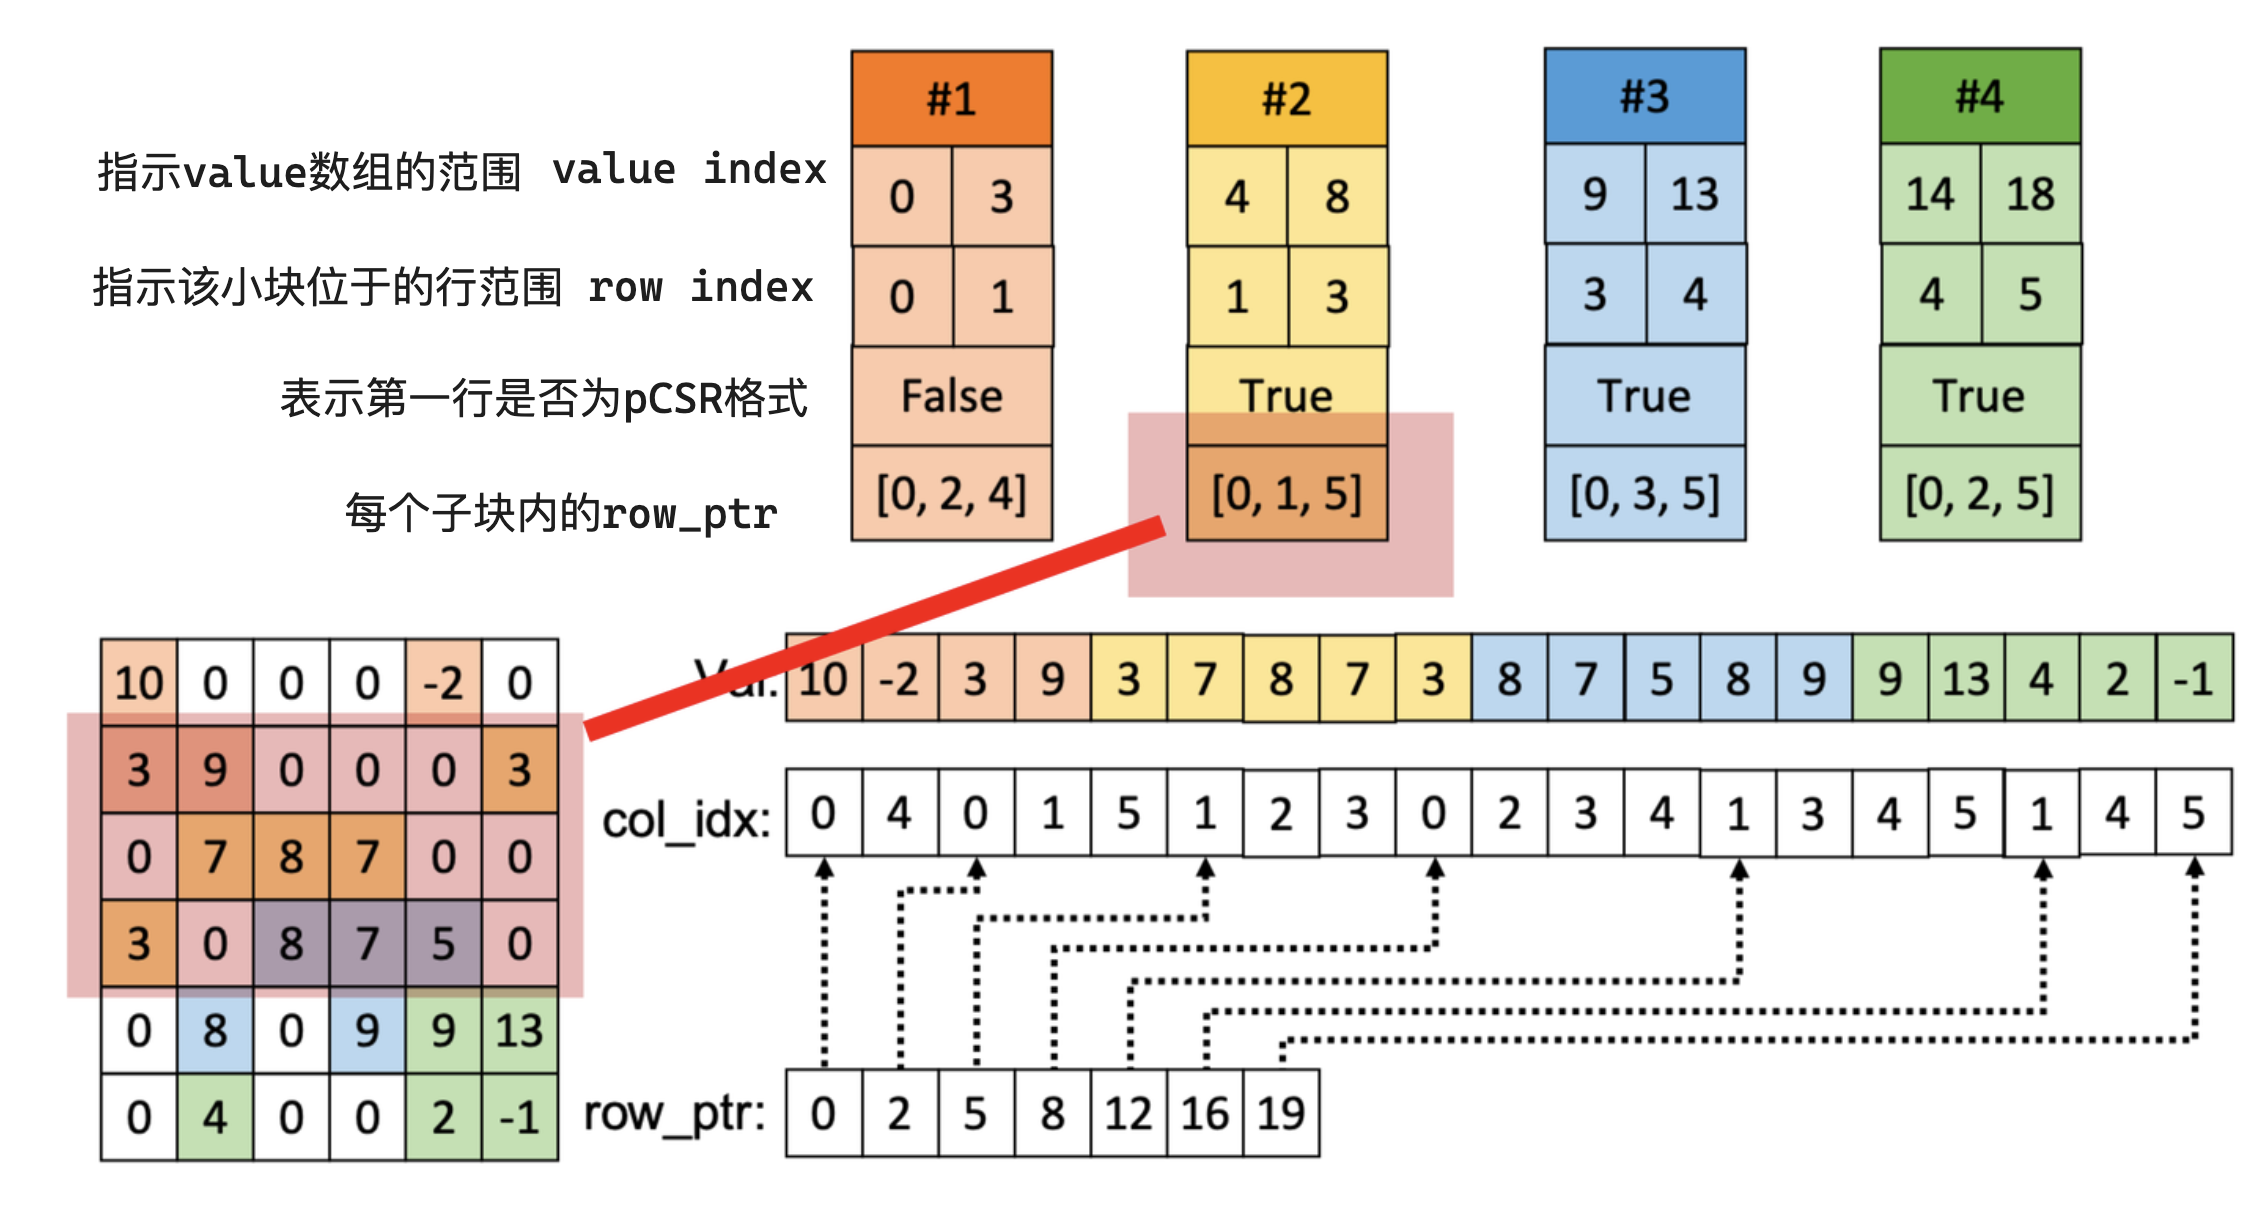 #1 #2 #3 #4
指示value数组的范围 value index 0 3 4 8 9 13 14 18
指示该小块位于的行范围 row index 0 1 1 3 3 4 4 5
表示第一行是否为pCSR格式 False True True True
每个子块内的row_ptr [0, 2, 4] [0, 1, 5] [0, 3, 5] [0, 2, 5]
10 0 0 0 -2 0
3 9 0 0 0 3
0 7 8 7 0 0
3 0 8 7 5 0
0 8 0 9 9 13
0 4 0 0 2 -1
Val: 10 -2 3 9 3 7 8 7 3 8 7 5 8 9 9 13 4 2 -1
col_idx: 0 4 0 1 5 1 2 3 0 2 3 4 1 3 4 5 1 4 5
row_ptr: 0 2 5 8 12 16 19